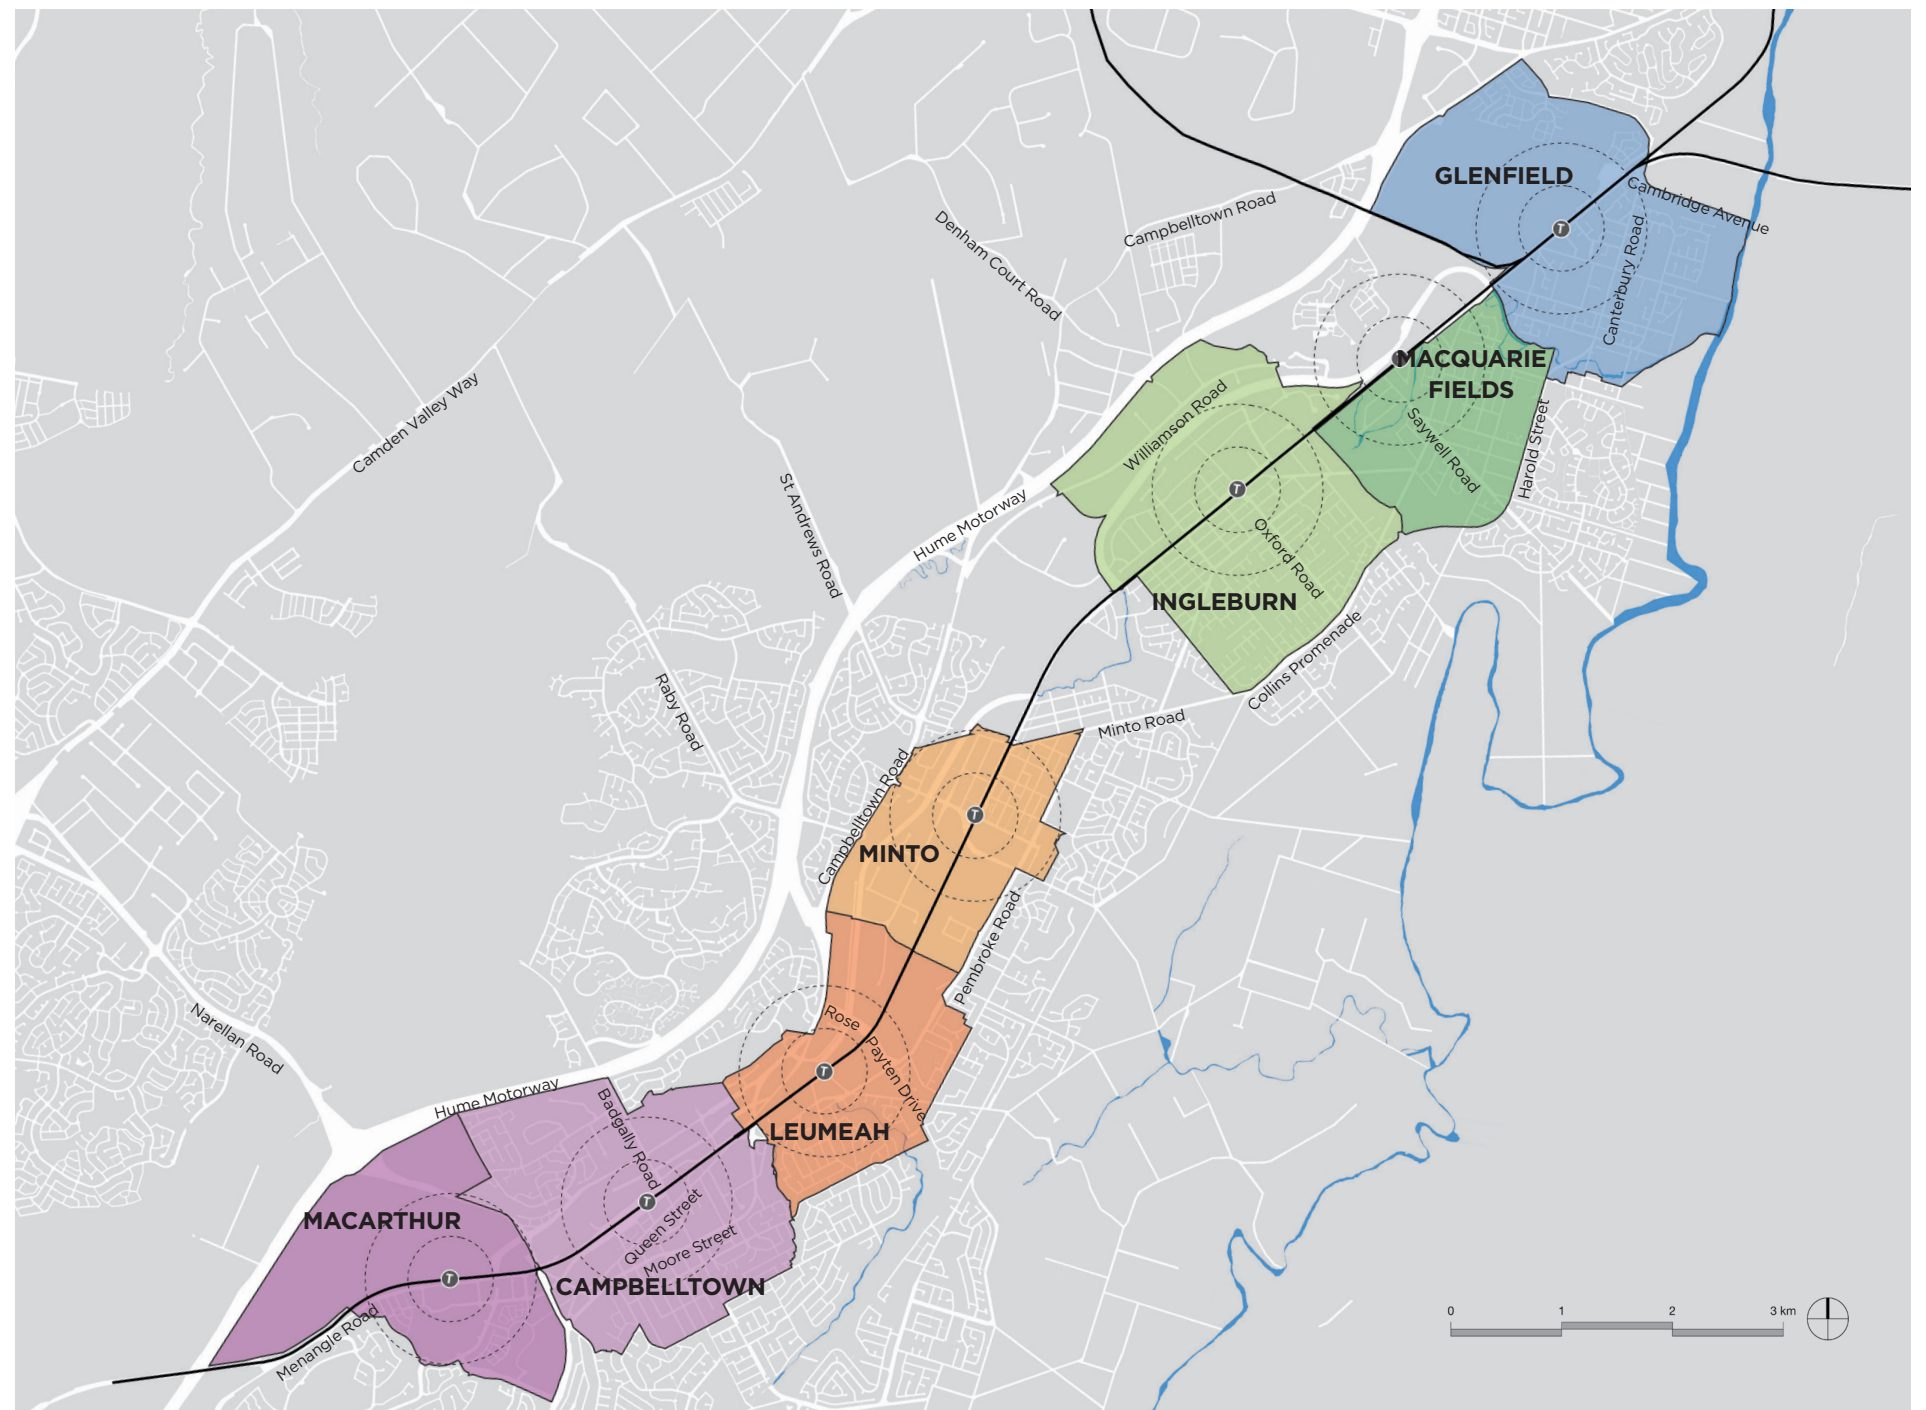 GLENFIELD
Cambridge Avenue
Canterbury Road
Campbelltown Road
Denham Court Road
T
T
MACQUARIE
FIELDS
Saywell Road
Harold Street
Williamson Road
Camden Valley Way
St Andrews Road
Hume Motorway
T
Oxford Road
INGLEBURN
Collins Promenade
Raby Road
Minto Road
Campbelltown Road
T
MINTO
Pembroke Road
Narellan Road
Rose
Payten Drive
T
LEUMEAH
Hume Motorway
Badgally Road
T
Queen Street
Moore Street
MACARTHUR
T
CAMPBELLTOWN
Menangle Road
0 1 2 3 km